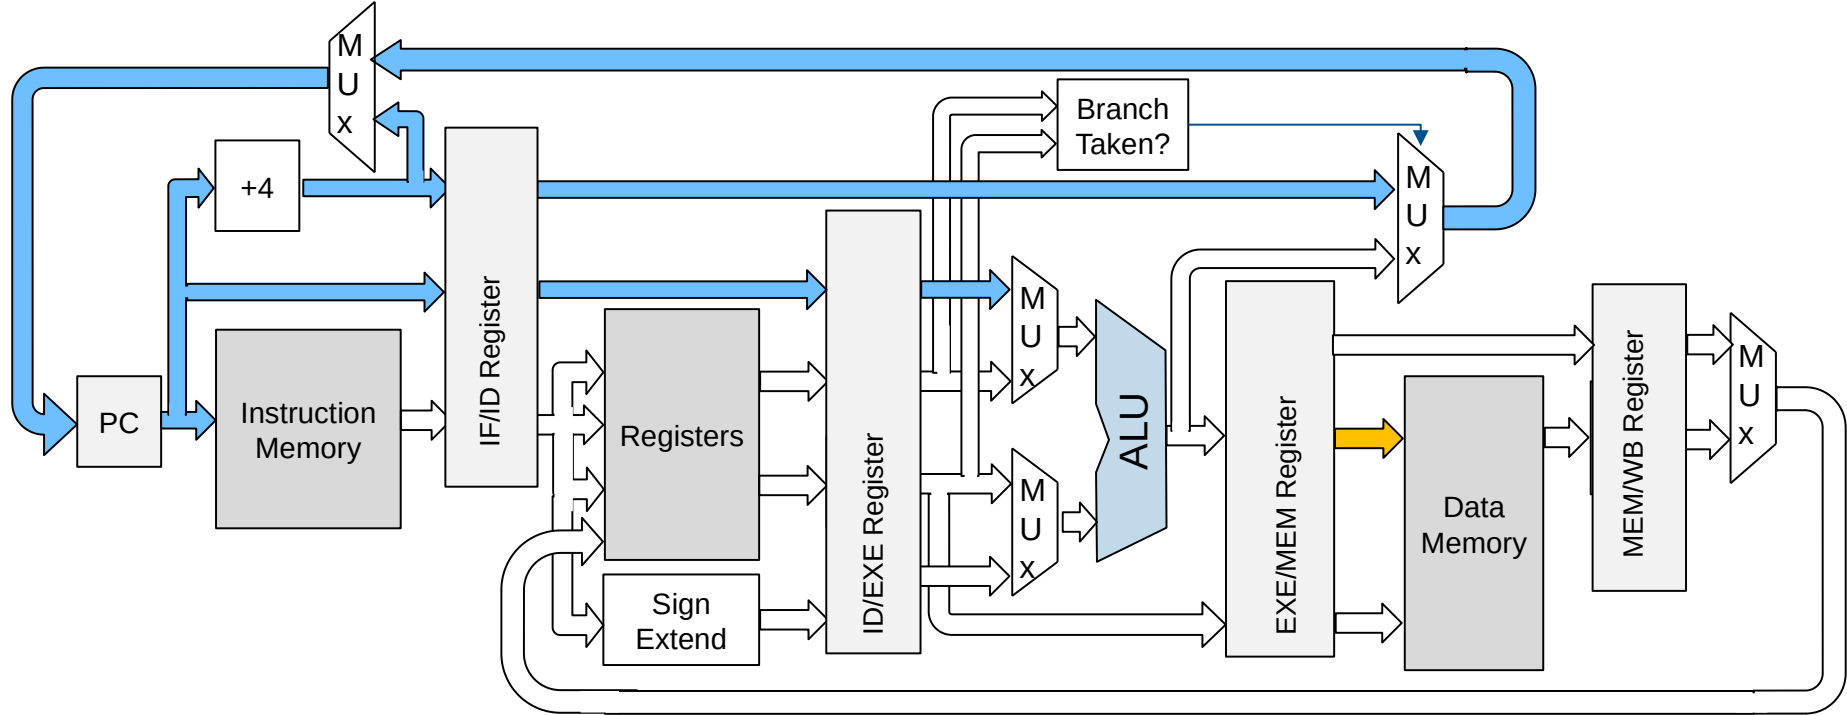 M
U
x
Branch
Taken?
+4
M
U
x
IF/ID Register
PC
Instruction
Memory
Registers
Sign
Extend
ID/EXE Register
M
U
x
M
U
x
ALU
EXE/MEM Register
Data
Memory
MEM/WB Register
M
U
x